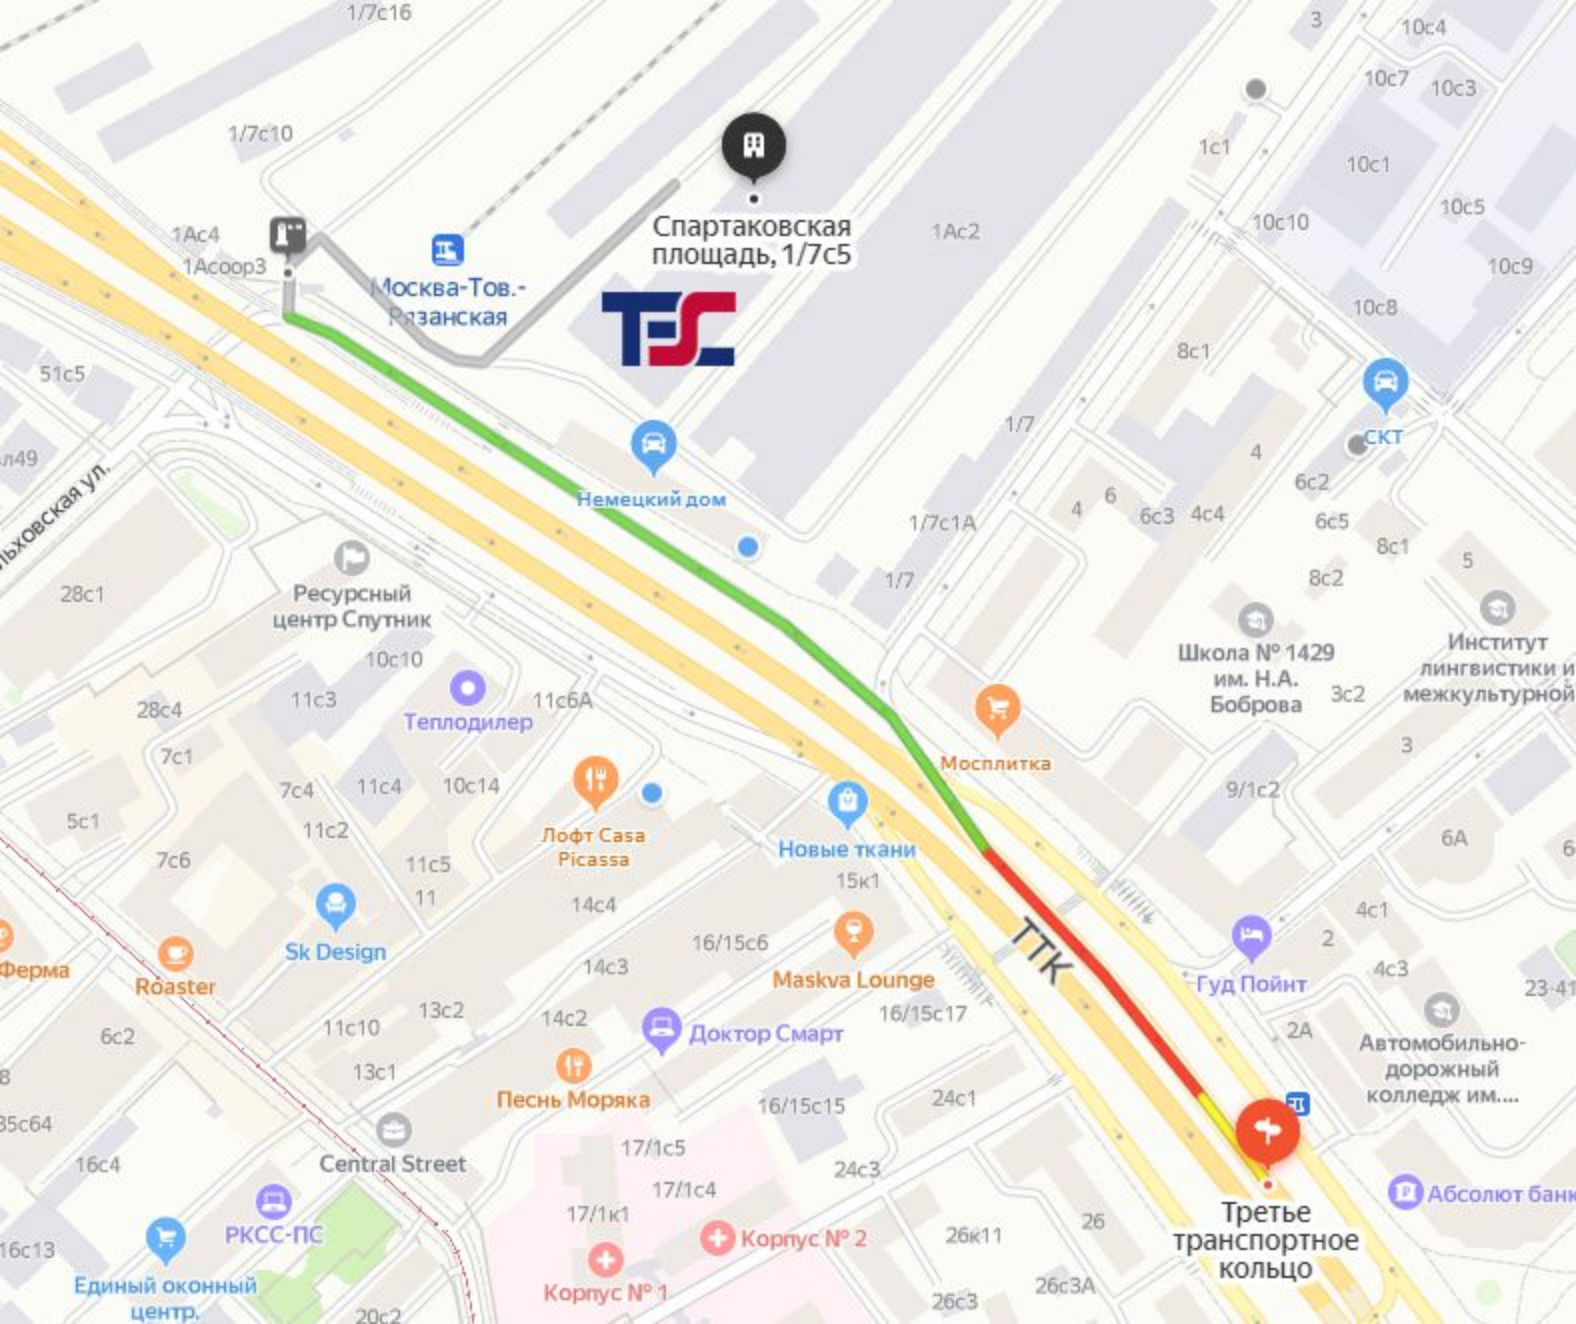 1/7с16
3
10с4
10с7
10с3
1/7с10
1с1
10с1
10с5
1Ас4
Спартаковская
площадь, 1/7с5
1Ас2
10с10
1Асоор3
Москва-Тов.-
Рязанская
10с9
10с8
TSC
8с1
51с5
СКТ
1/7
4
6с2
Немецкий дом
6
4
6с3
4с4
6с5
1/7с1А
8с1
5
1/7
8с2
28с1
Ресурсный
центр Спутник
Школа № 1429
им. Н.А.
Боброва
Институт
лингвистики и
межкультурной
10с10
11с3
11с6А
3с2
28с4
Теплодилер
7с1
Мосплитка
3
7с4
11с4
10с14
9/1с2
5с1
11с2
Лофт Casa
Picassa
Новые ткани
6А
7с6
11с5
15к1
11
14с4
4с1
Sk Design
16/15с6
2
Ферма
Roaster
14с3
Maskva Lounge
ТТК
Гуд Пойнт
4с3
23-41
6с2
11с10
13с2
14с2
Доктор Смарт
16/15с17
2А
Автомобильно-
дорожный
колледж им....
13с1
Песнь Моряка
16/15с15
24с1
35с64
16с4
Central Street
17/1с5
24с3
17/1с4
Абсолют банк
РКСС-ПС
17/1к1
Третье
транспортное
кольцо
26
16с13
Корпус № 2
26к11
Единый оконный
центр.
Корпус № 1
26с3А
20с2
26с3